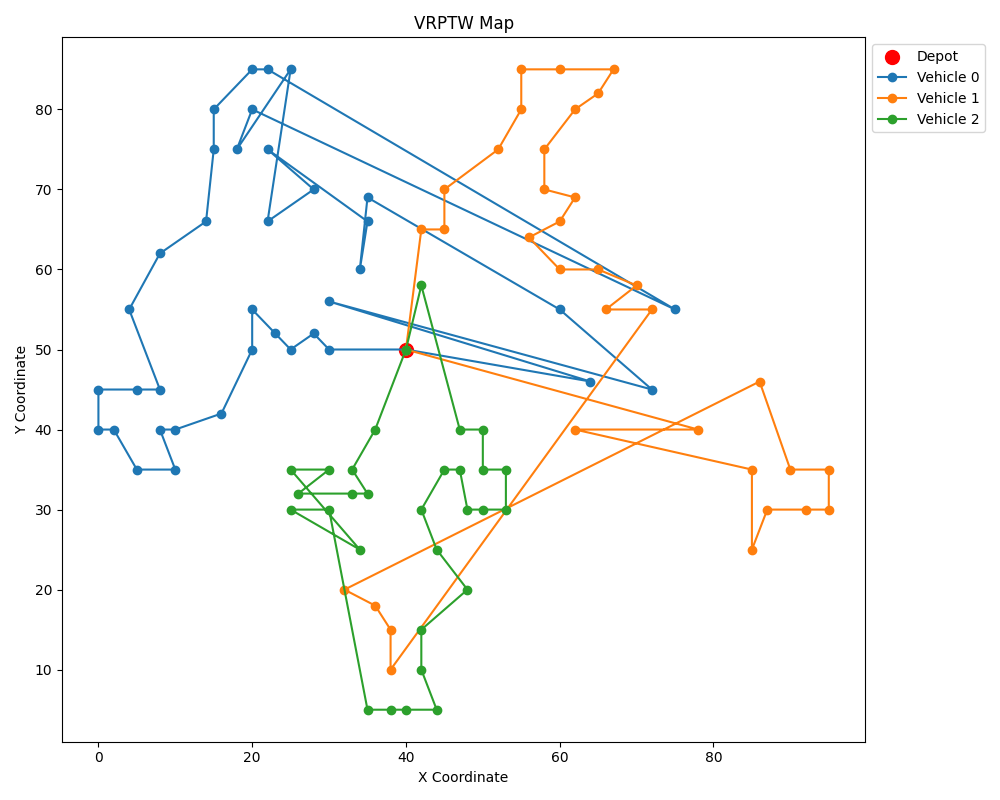 VRPTW Map
Depot
Vehicle 0
Vehicle 1
Vehicle 2
Y Coordinate
80
70
60
50
40
30
20
10
0 20 40 60 80
X Coordinate